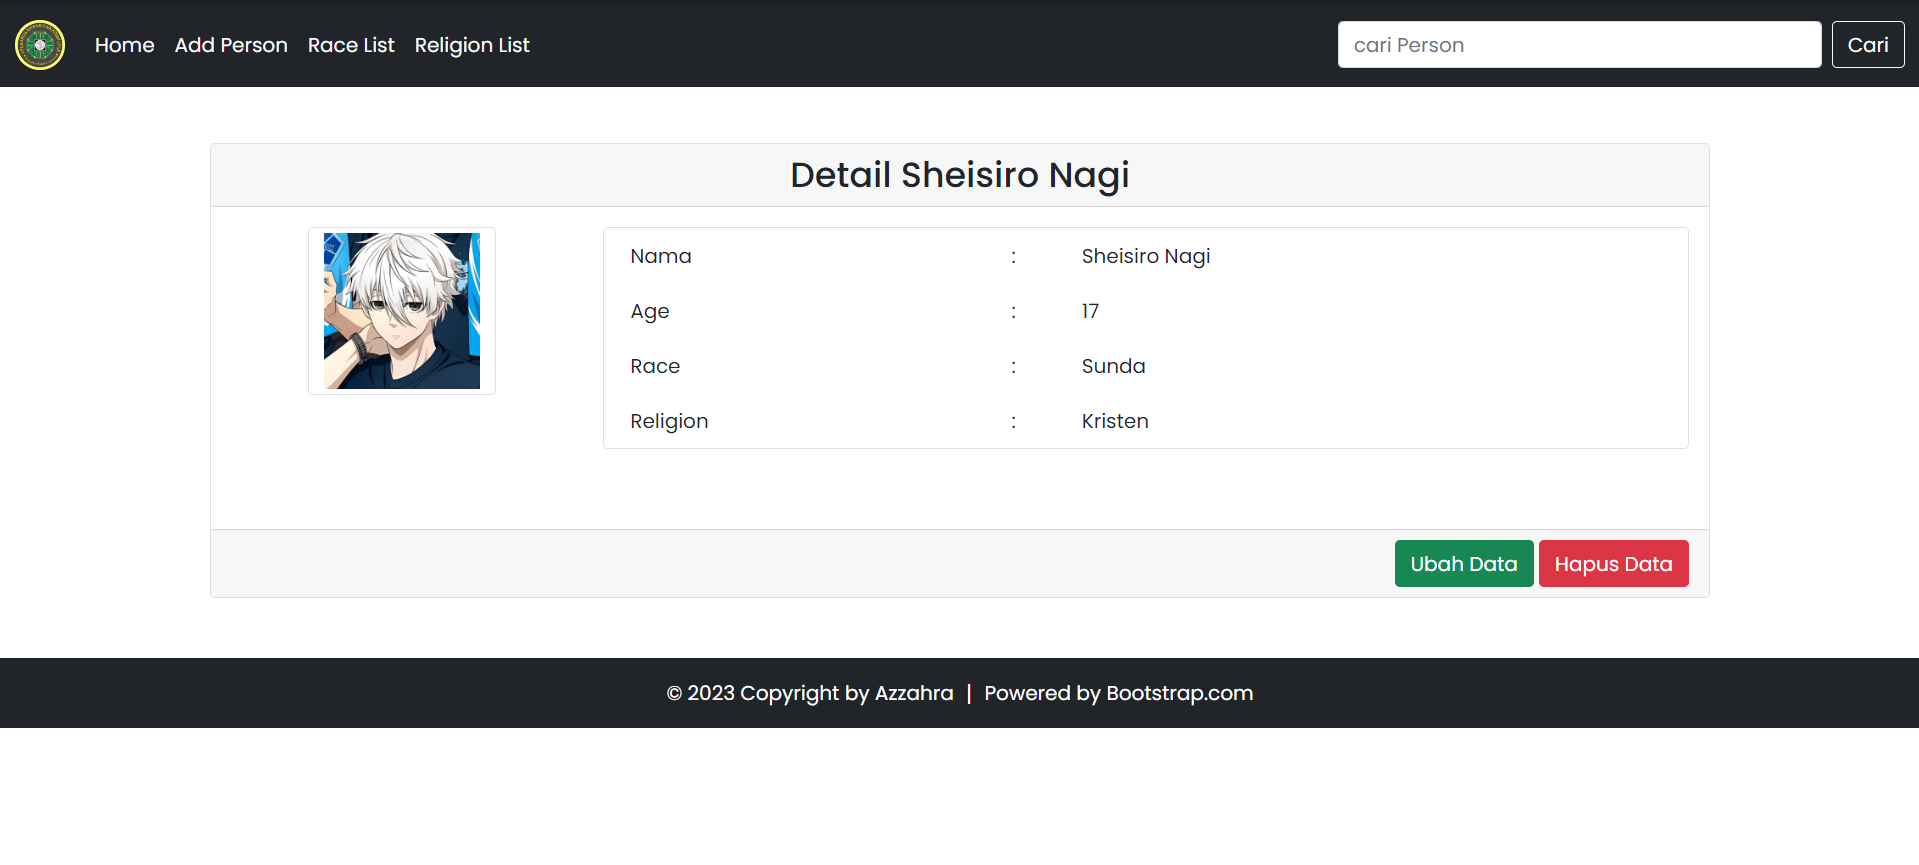 Home Add Person Race List Religion List cari Person Cari
Detail Sheisiro Nagi
Nama : Sheisiro Nagi
Age : 17
Race : Sunda
Religion : Kristen
Ubah Data Hapus Data
© 2023 Copyright by Azzahra | Powered by Bootstrap.com